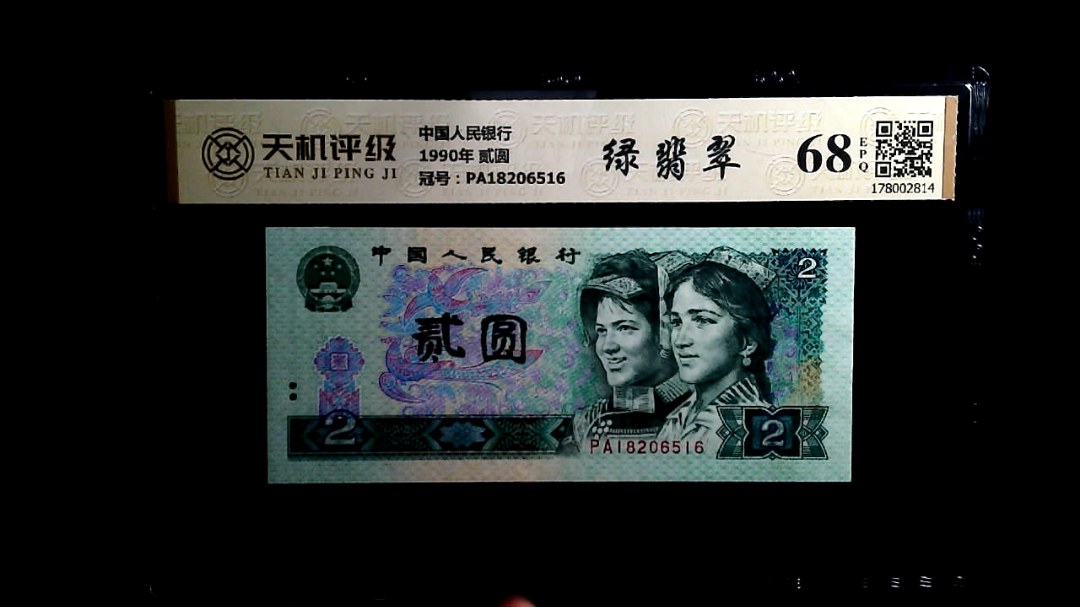 天机评级
TIAN JI PING JI
中国人民银行
1990年 贰圆
冠号：PA18206516
绿翡翠
68
EPQ
178002814
中国人民银行
2
贰圆
2
PA18206516
2